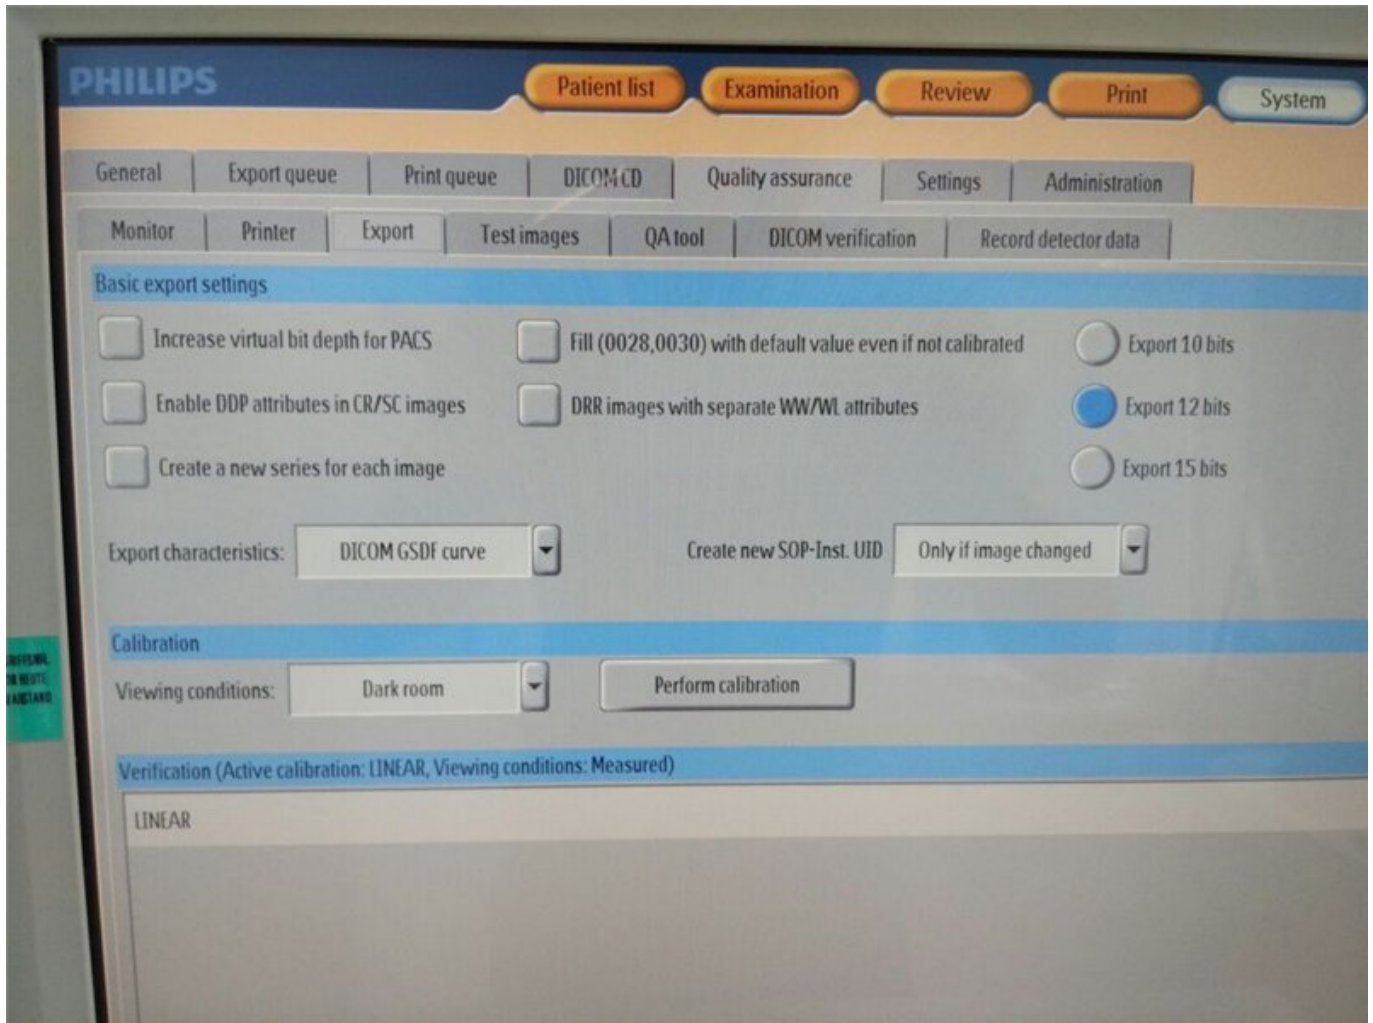 PHILIPS
Patient list Examination Review Print System
General Export queue Print queue DICOM CD Quality assurance Settings Administration
Monitor Printer Export Test images QA tool DICOM verification Record detector data
Basic export settings
Increase virtual bit depth for PACS Fill (0028,0030) with default value even if not calibrated Export 10 bits
Enable DDP attributes in CR/SC images DRR images with separate WW/WL attributes Export 12 bits
Create a new series for each image Export 15 bits
Export characteristics: DICOM GSDF curve Create new SOP-Inst. UID Only if image changed
Calibration
Viewing conditions: Dark room Perform calibration
Verification (Active calibration: LINEAR, Viewing conditions: Measured)
LINEAR